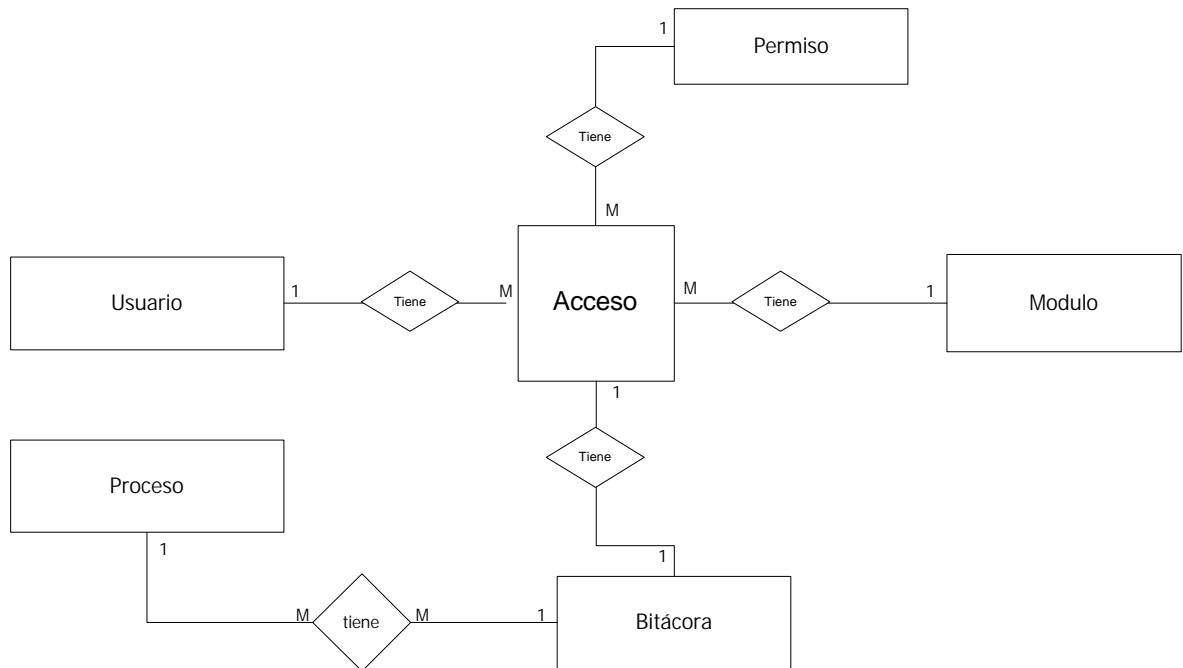 1
Permiso
Tiene
M
Usuario
1
Tiene
M
Acceso
M
Tiene
1
Modulo
1
Tiene
Proceso
1
1
M
tiene
M
1
Bitácora